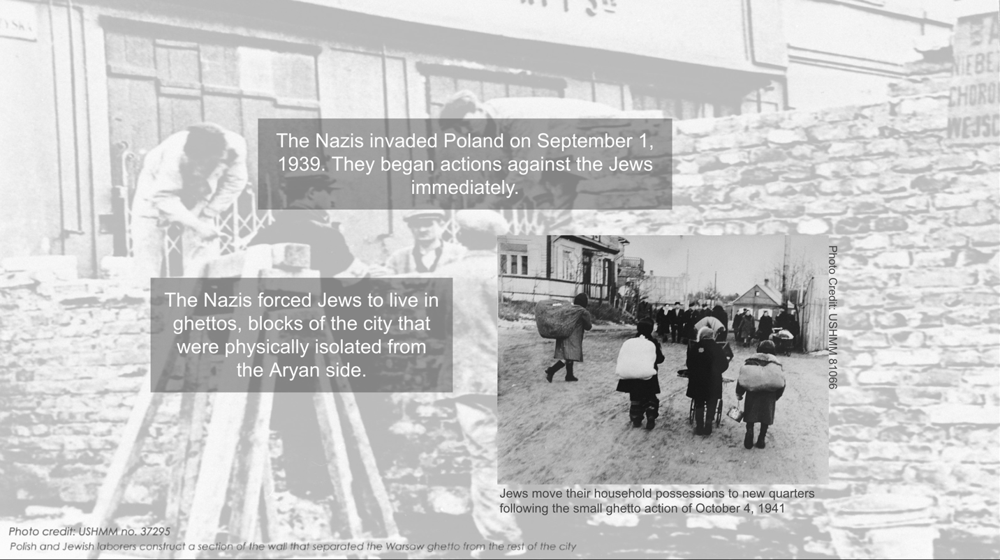 The Nazis invaded Poland on September 1,
1939. They began actions against the Jews
immediately.
The Nazis forced Jews to live in
ghettos, blocks of the city that
were physically isolated from
the Aryan side.
Photo Credit: USHMM 81066
Jews move their household possessions to new quarters
following the small ghetto action of October 4, 1941
Photo credit: USHMM no. 37295
Polish and Jewish laborers construct a section of the wall that separated the Warsaw ghetto from the rest of the city